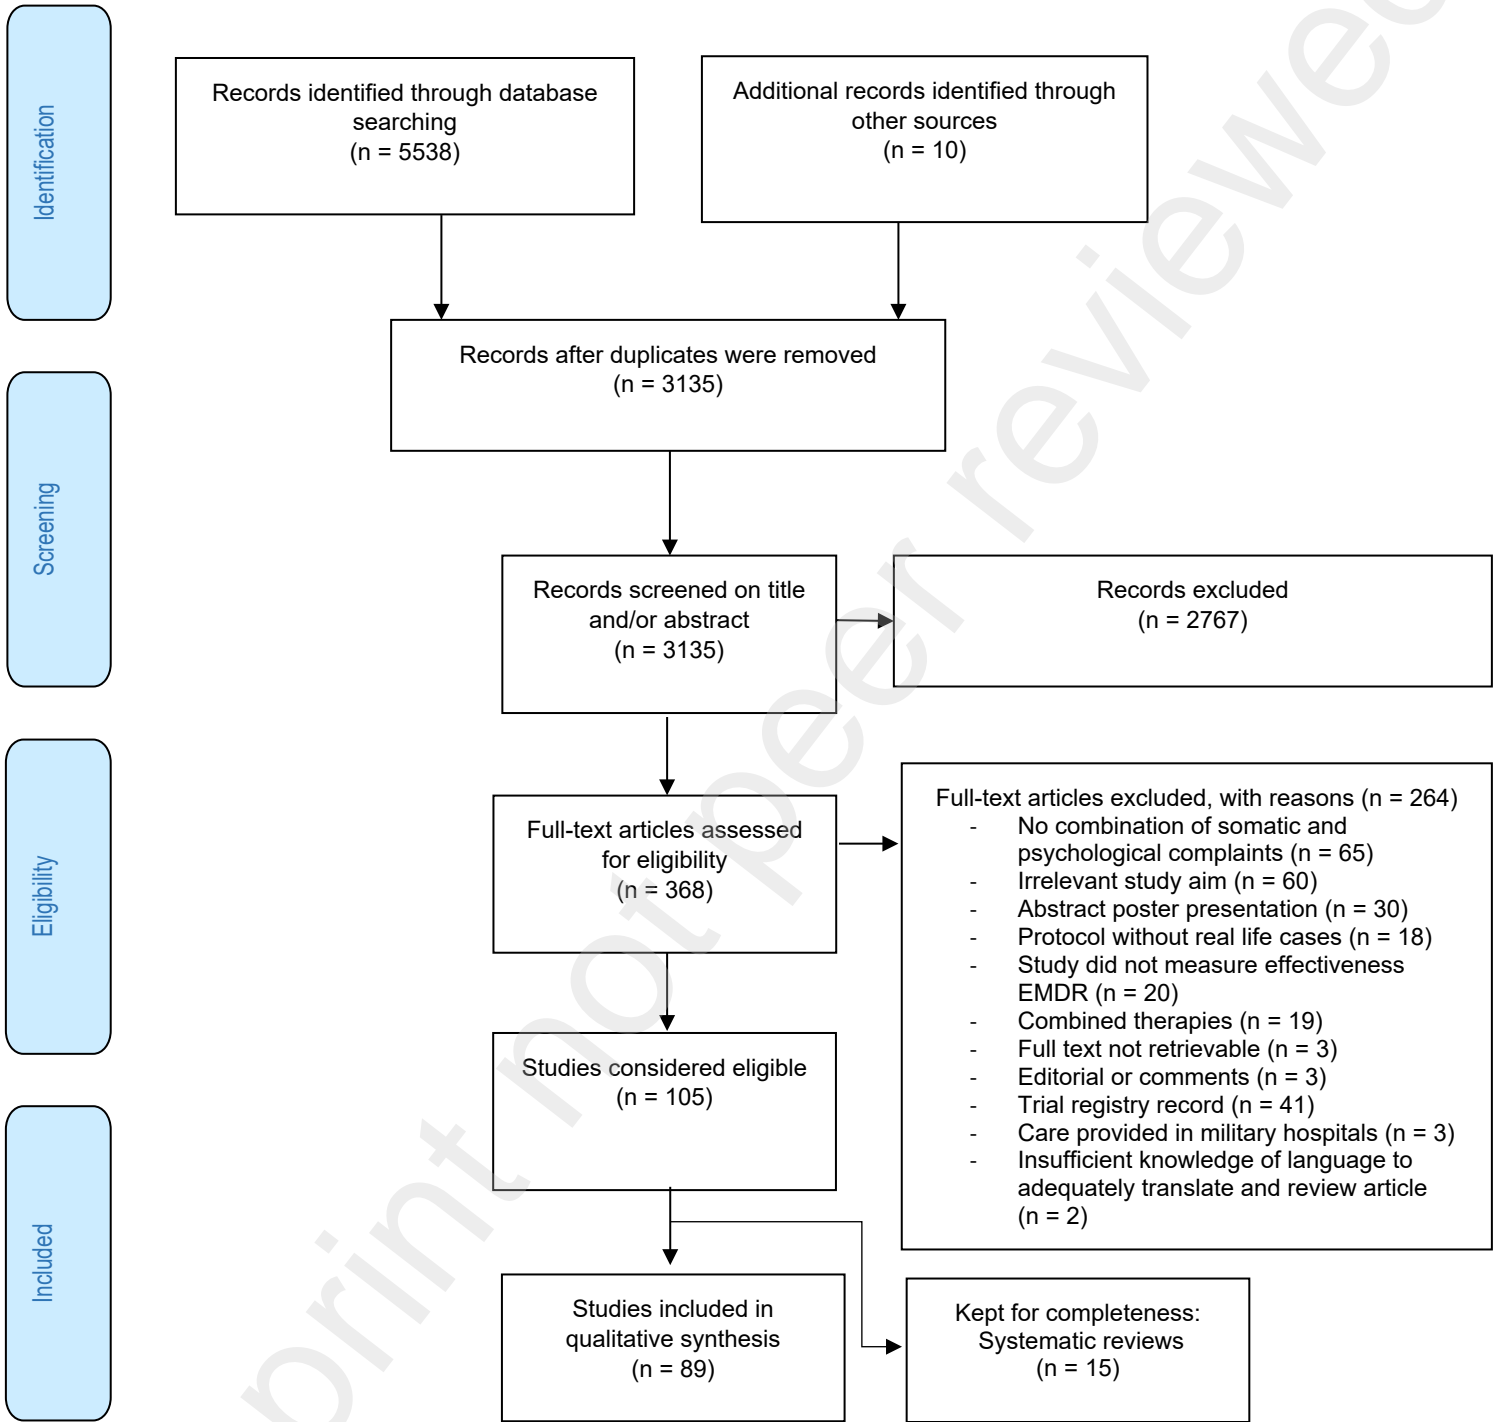 Identification
Records identified through database
searching
(n = 5538)
Additional records identified through
other sources
(n = 10)
Records after duplicates were removed
(n = 3135)
Screening
Records screened on title
and/or abstract
(n = 3135)
Records excluded
(n = 2767)
Eligibility
Full-text articles assessed
for eligibility
(n = 368)
Full-text articles excluded, with reasons (n = 264)
- No combination of somatic and
psychological complaints (n = 65)
- Irrelevant study aim (n = 60)
- Abstract poster presentation (n = 30)
- Protocol without real life cases (n = 18)
- Study did not measure effectiveness
EMDR (n = 20)
- Combined therapies (n = 19)
- Full text not retrievable (n = 3)
- Editorial or comments (n = 3)
- Trial registry record (n = 41)
- Care provided in military hospitals (n = 3)
- Insufficient knowledge of language to
adequately translate and review article
(n = 2)
Studies considered eligible
(n = 105)
Included
Studies included in
qualitative synthesis
(n = 89)
Kept for completeness:
Systematic reviews
(n = 15)
print not peer reviewed